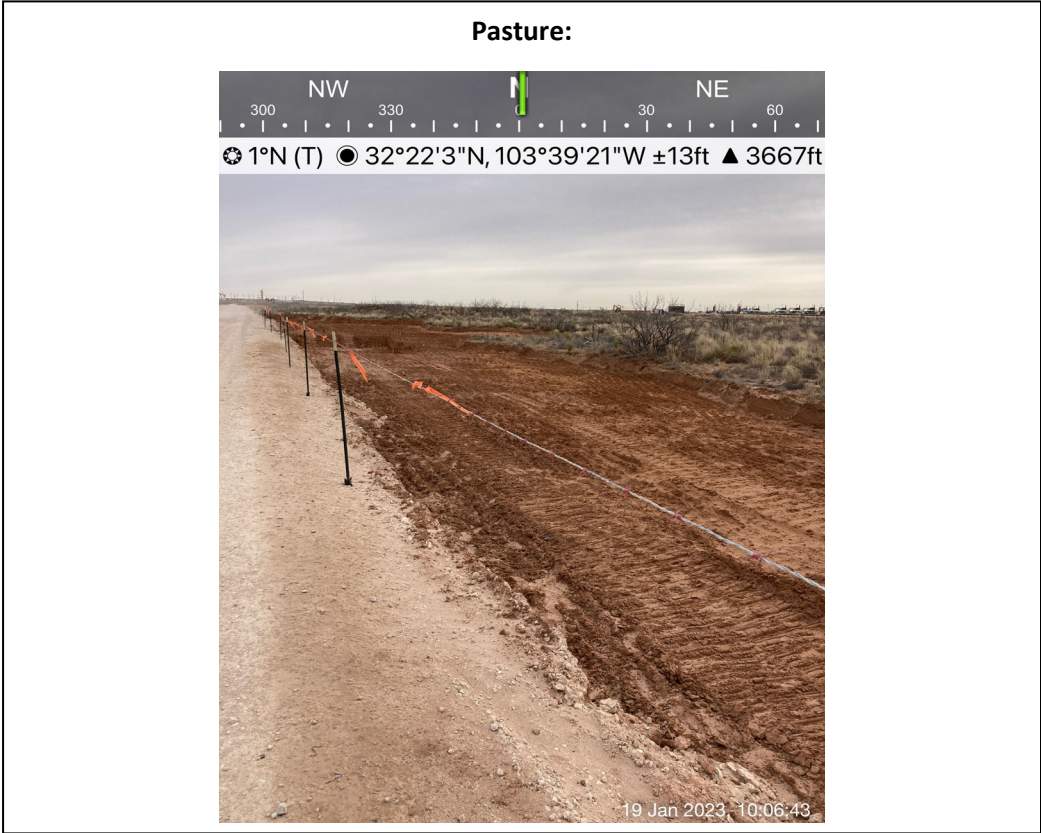 Pasture:
NW N NE
300 330 0 30 60
1°N (T) 32°22'3"N, 103°39'21"W ±13ft ▲ 3667ft
19 Jan 2023, 10:06:43